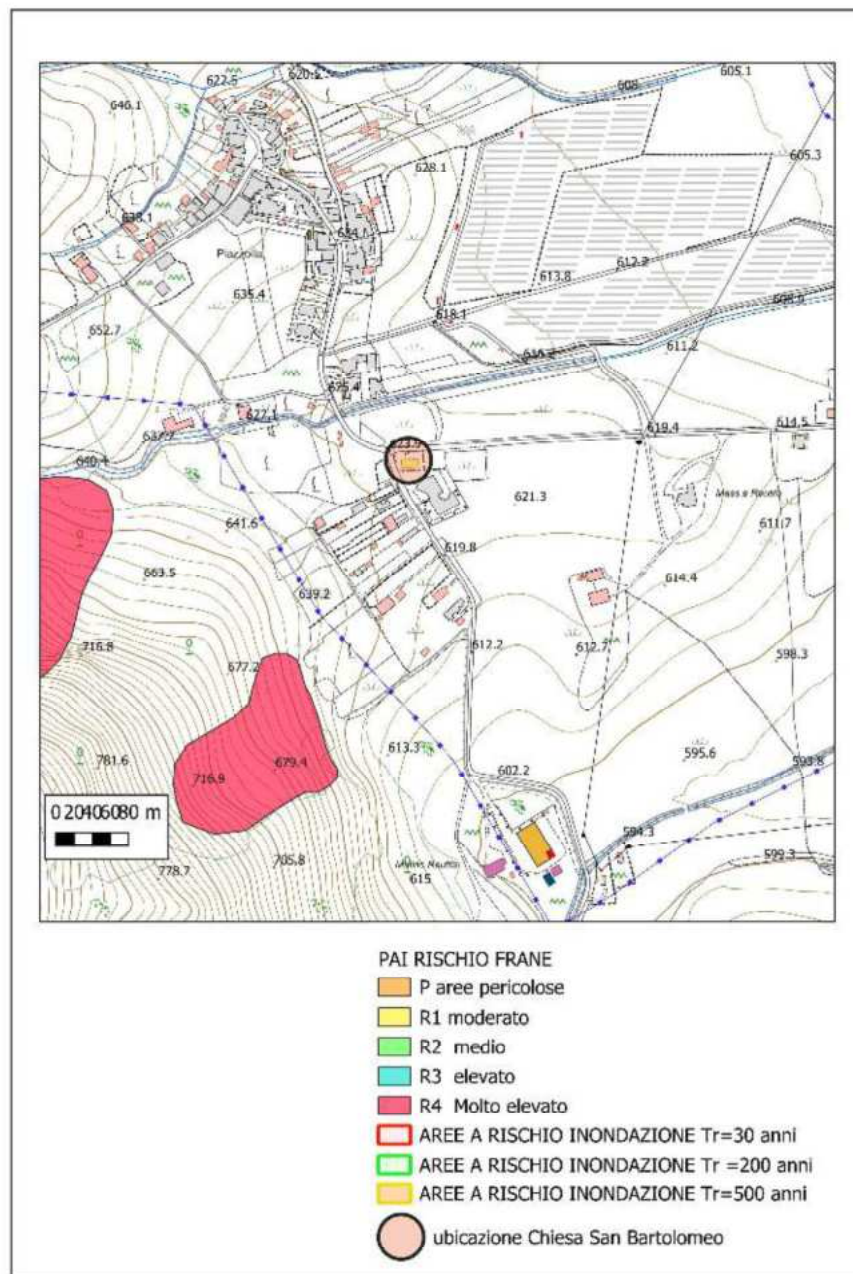 622.5 620.5 608 605.1
646.1
605.3
628.1
638.1
634.1
612.2
613.8
635.4
608.9
618.1
652.7
611.2
625.4
627.1
619.4 614.5
637.7
640.4
621.3
641.6 611.7
619.8
663.5 614.4
639.2
716.8 612.2 612.7 598.3
677.2
613.3 595.6
781.6 679.4 593.8
716.9 602.2
0 20406080 m
594.3
705.8 599.3
778.7 615
PAI RISCHIO FRANE
P aree pericolose
R1 moderato
R2 medio
R3 elevato
R4 Molto elevato
AREE A RISCHIO INONDAZIONE Tr=30 anni
AREE A RISCHIO INONDAZIONE Tr =200 anni
AREE A RISCHIO INONDAZIONE Tr=500 anni
ubicazione Chiesa San Bartolomeo